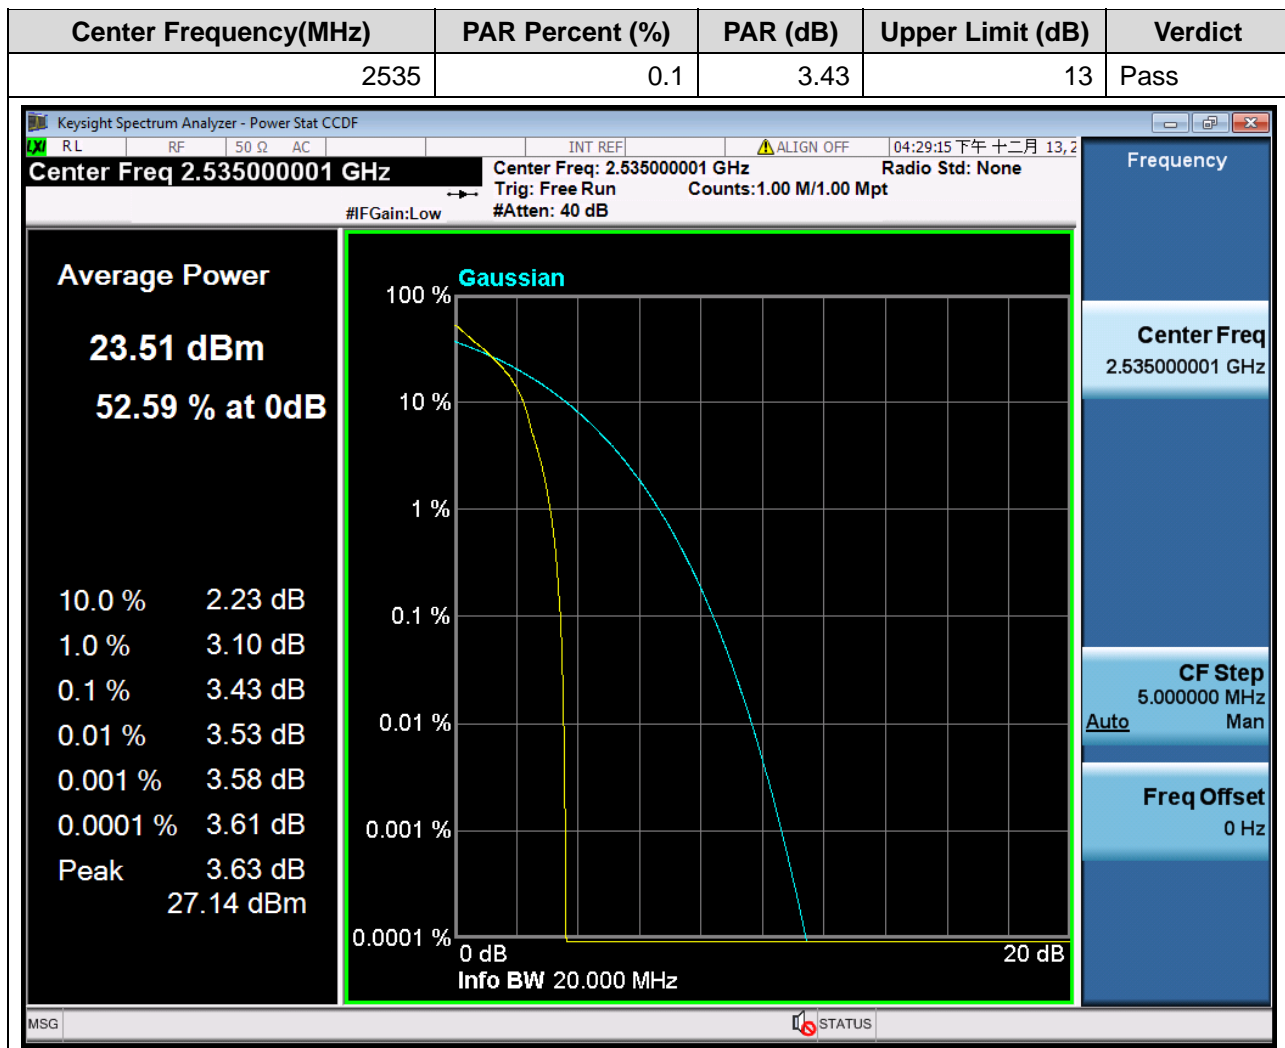 Center Frequency(MHz) PAR Percent (%) PAR (dB) Upper Limit (dB) Verdict
2535 0.1 3.43 13 Pass
Keysight Spectrum Analyzer - Power Stat CCDF
LXI RL RF 50 Ω AC INT REF ALIGN OFF 04:29:15 下午 十二月 13, 2
Center Freq 2.535000001 GHz
Center Freq: 2.535000001 GHz Radio Std: None
Trig: Free Run Counts:1.00 M/1.00 Mpt
#IFGain:Low #Atten: 40 dB
Average Power
23.51 dBm
52.59 % at 0dB
10.0 % 2.23 dB
1.0 % 3.10 dB
0.1 % 3.43 dB
0.01 % 3.53 dB
0.001 % 3.58 dB
0.0001 % 3.61 dB
Peak 3.63 dB
27.14 dBm
Gaussian
100 %
10 %
1 %
0.1 %
0.01 %
0.001 %
0.0001 %
0 dB 20 dB
Info BW 20.000 MHz
Frequency
Center Freq
2.535000001 GHz
CF Step
5.000000 MHz
Auto Man
Freq Offset
0 Hz
MSG STATUS